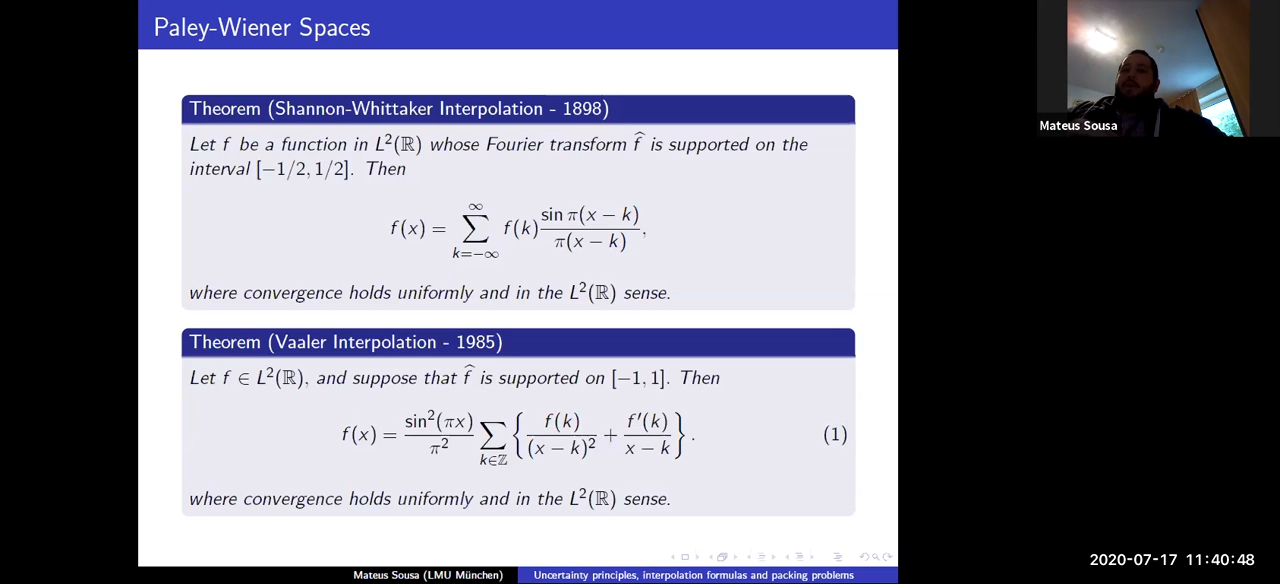 Paley-Wiener Spaces
Theorem (Shannon-Whittaker Interpolation - 1898)
Let f be a function in L²(ℝ) whose Fourier transform f̂ is supported on the
interval [−1/2, 1/2]. Then
f(x) = ∑_{k=−∞}^{∞} f(k) \frac{sin π(x − k)}{π(x − k)},
where convergence holds uniformly and in the L²(ℝ) sense.
Theorem (Vaaler Interpolation - 1985)
Let f ∈ L²(ℝ), and suppose that f̂ is supported on [−1, 1]. Then
f(x) = \frac{sin²(πx)}{π²} ∑_{k∈ℤ} { \frac{f(k)}{(x − k)²} + \frac{f′(k)}{x − k} }. (1)
where convergence holds uniformly and in the L²(ℝ) sense.
Mateus Sousa (LMU München) Uncertainty principles, interpolation formulas and packing problems
Mateus Sousa
2020-07-17 11:40:48